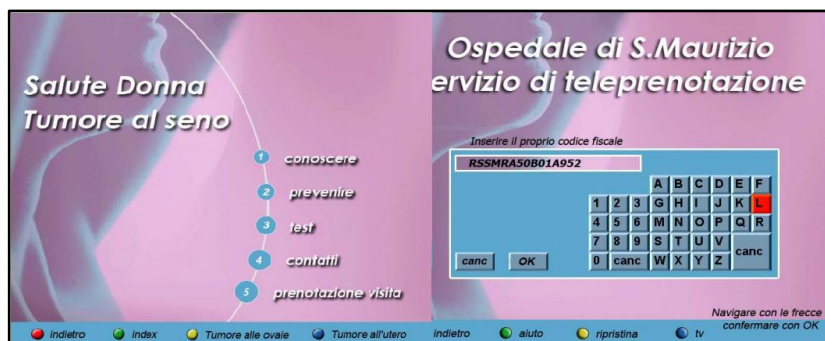 Salute Donna
Tumore al seno
1 conoscere
2 prevenire
3 test
4 contatti
5 prenotazione visita
indietro index Tumore alle ovaie Tumore all'utero
Ospedale di S.Maurizio
ervizio di teleprenotazione
Inserire il proprio codice fiscale
RSSMRA50B01A952
A B C D E F
1 2 3 G H I J K L
4 5 6 M N O P Q R
7 8 9 S T U V canc
0 canc W X Y Z
canc OK
Navigare con le frecce
confermare con OK
indietro aiuto ripristina tv